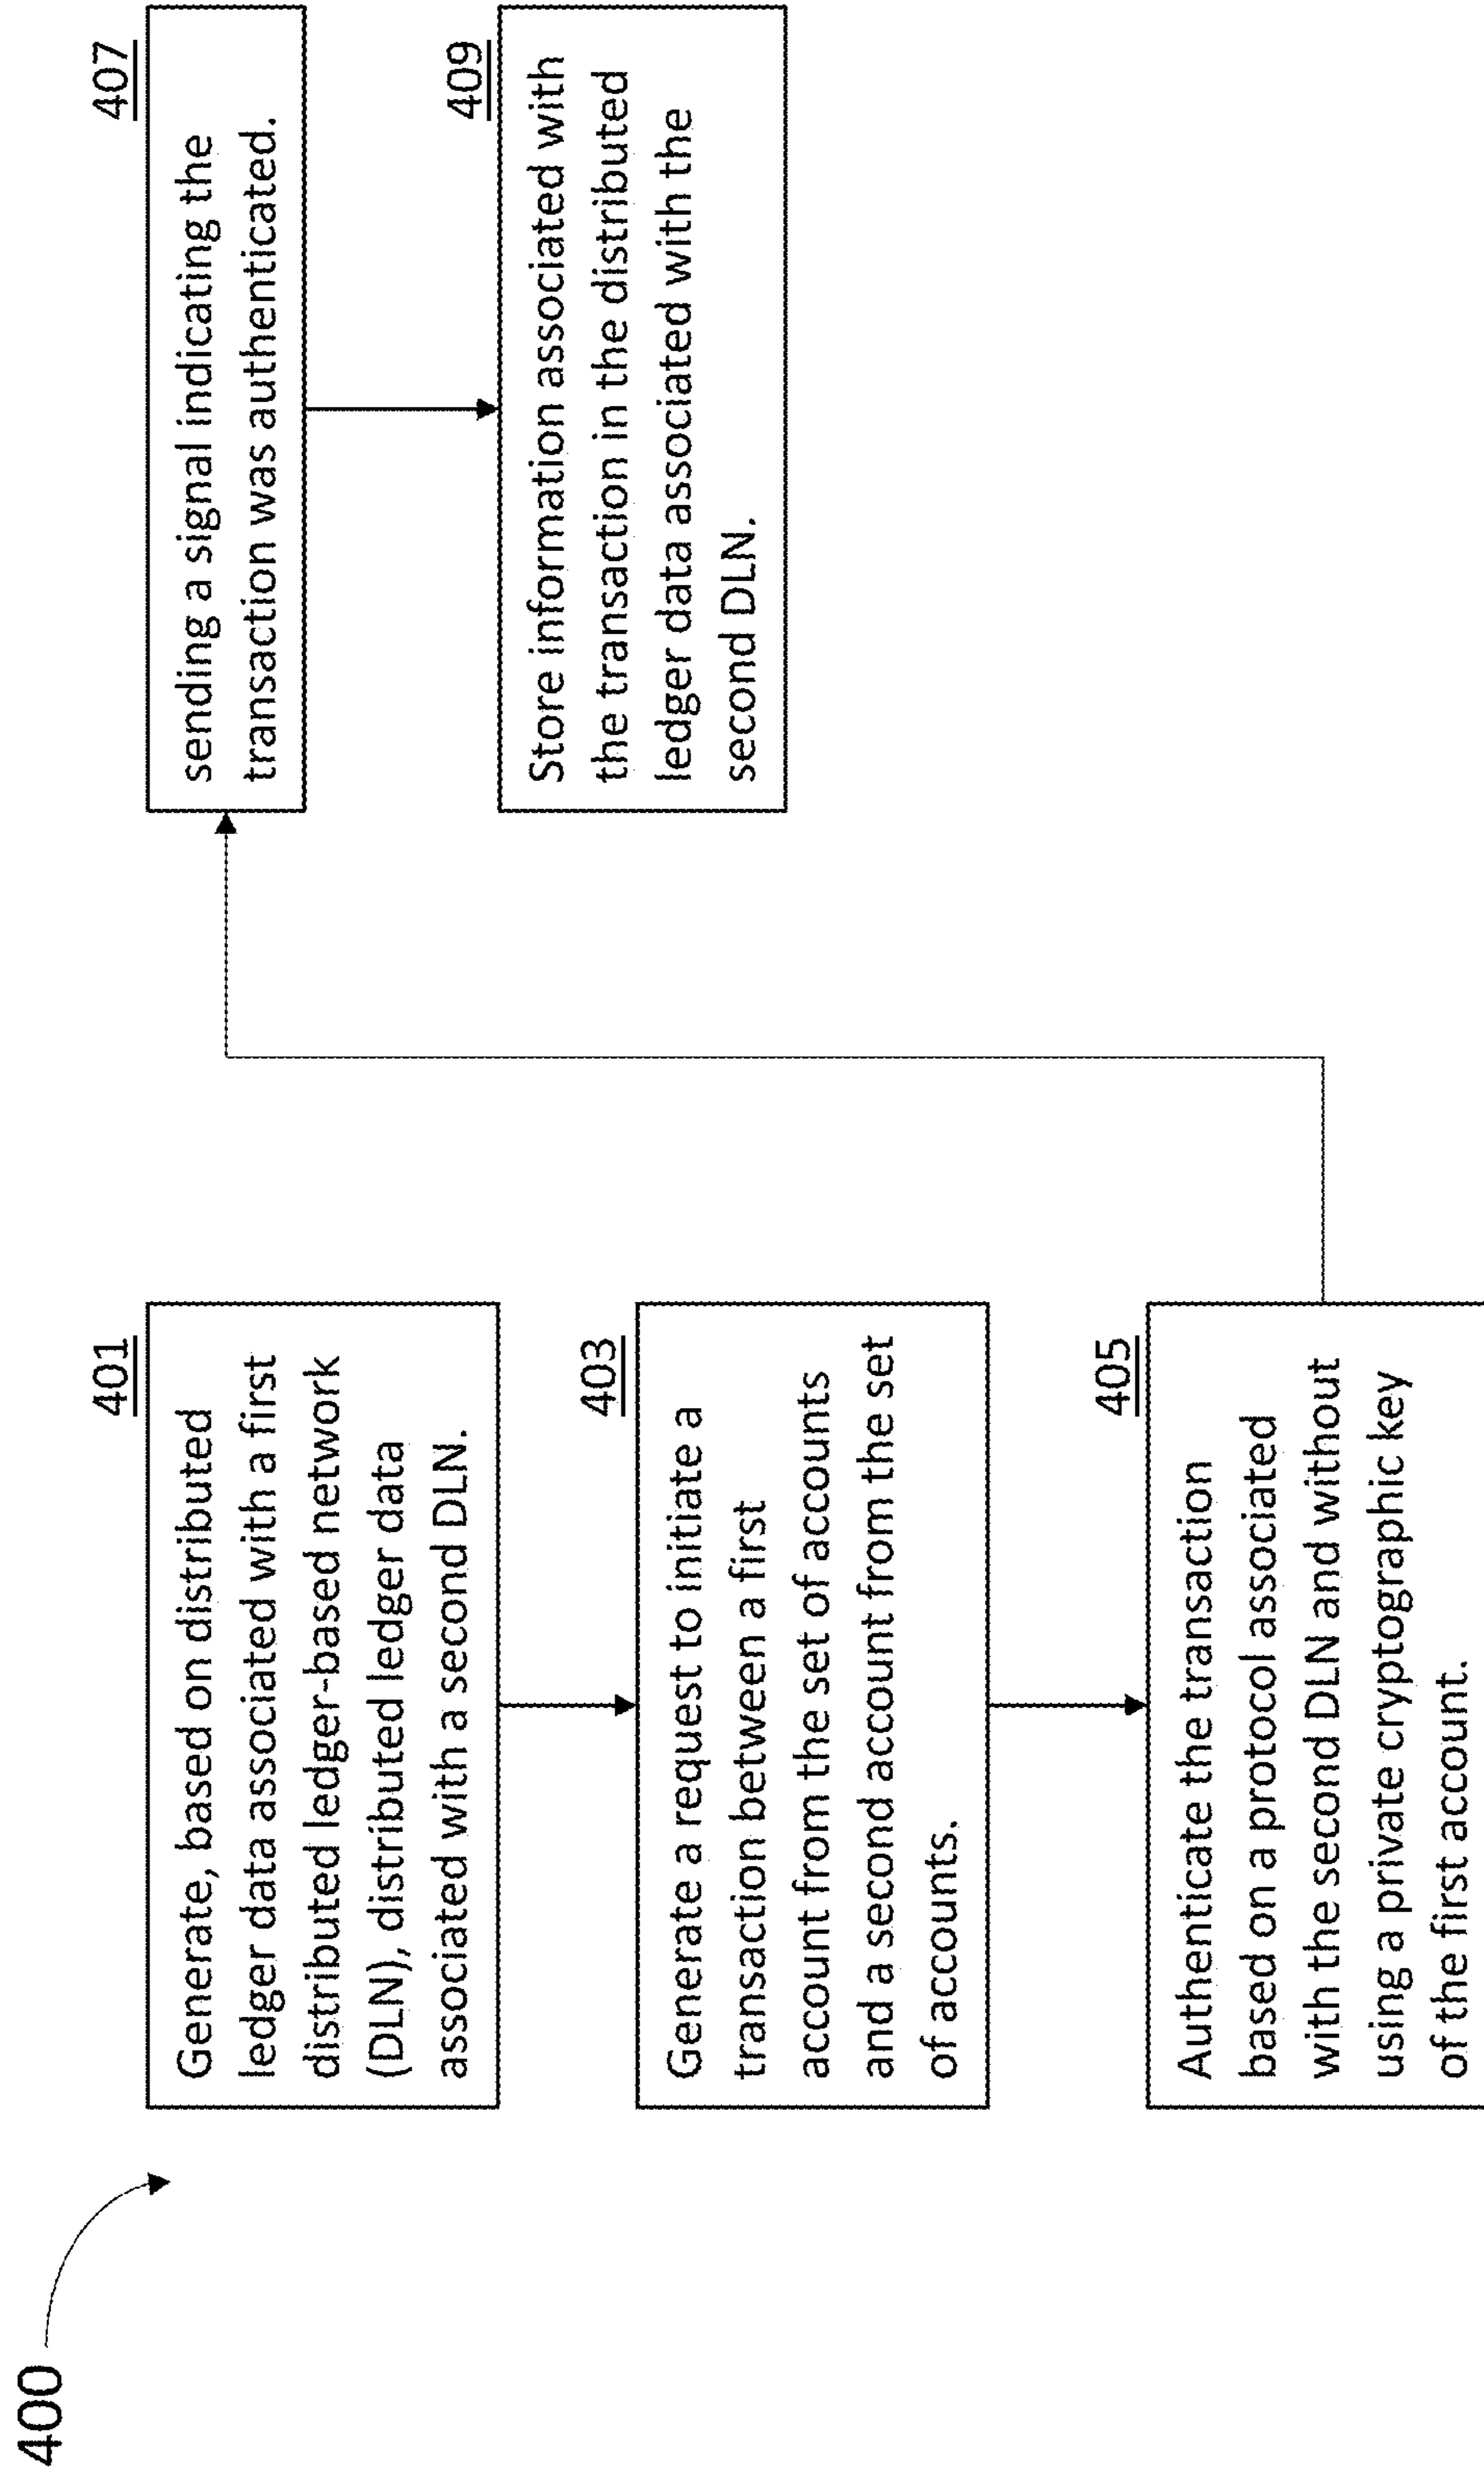 400
401
Generate, based on distributed
ledger data associated with a first
distributed ledger-based network
(DLN), distributed ledger data
associated with a second DLN.
403
Generate a request to initiate a
transaction between a first
account from the set of accounts
and a second account from the set
of accounts.
405
Authenticate the transaction
based on a protocol associated
with the second DLN and without
using a private cryptographic key
of the first account.
407
sending a signal indicating the
transaction was authenticated.
409
Store information associated with
the transaction in the distributed
ledger data associated with the
second DLN.